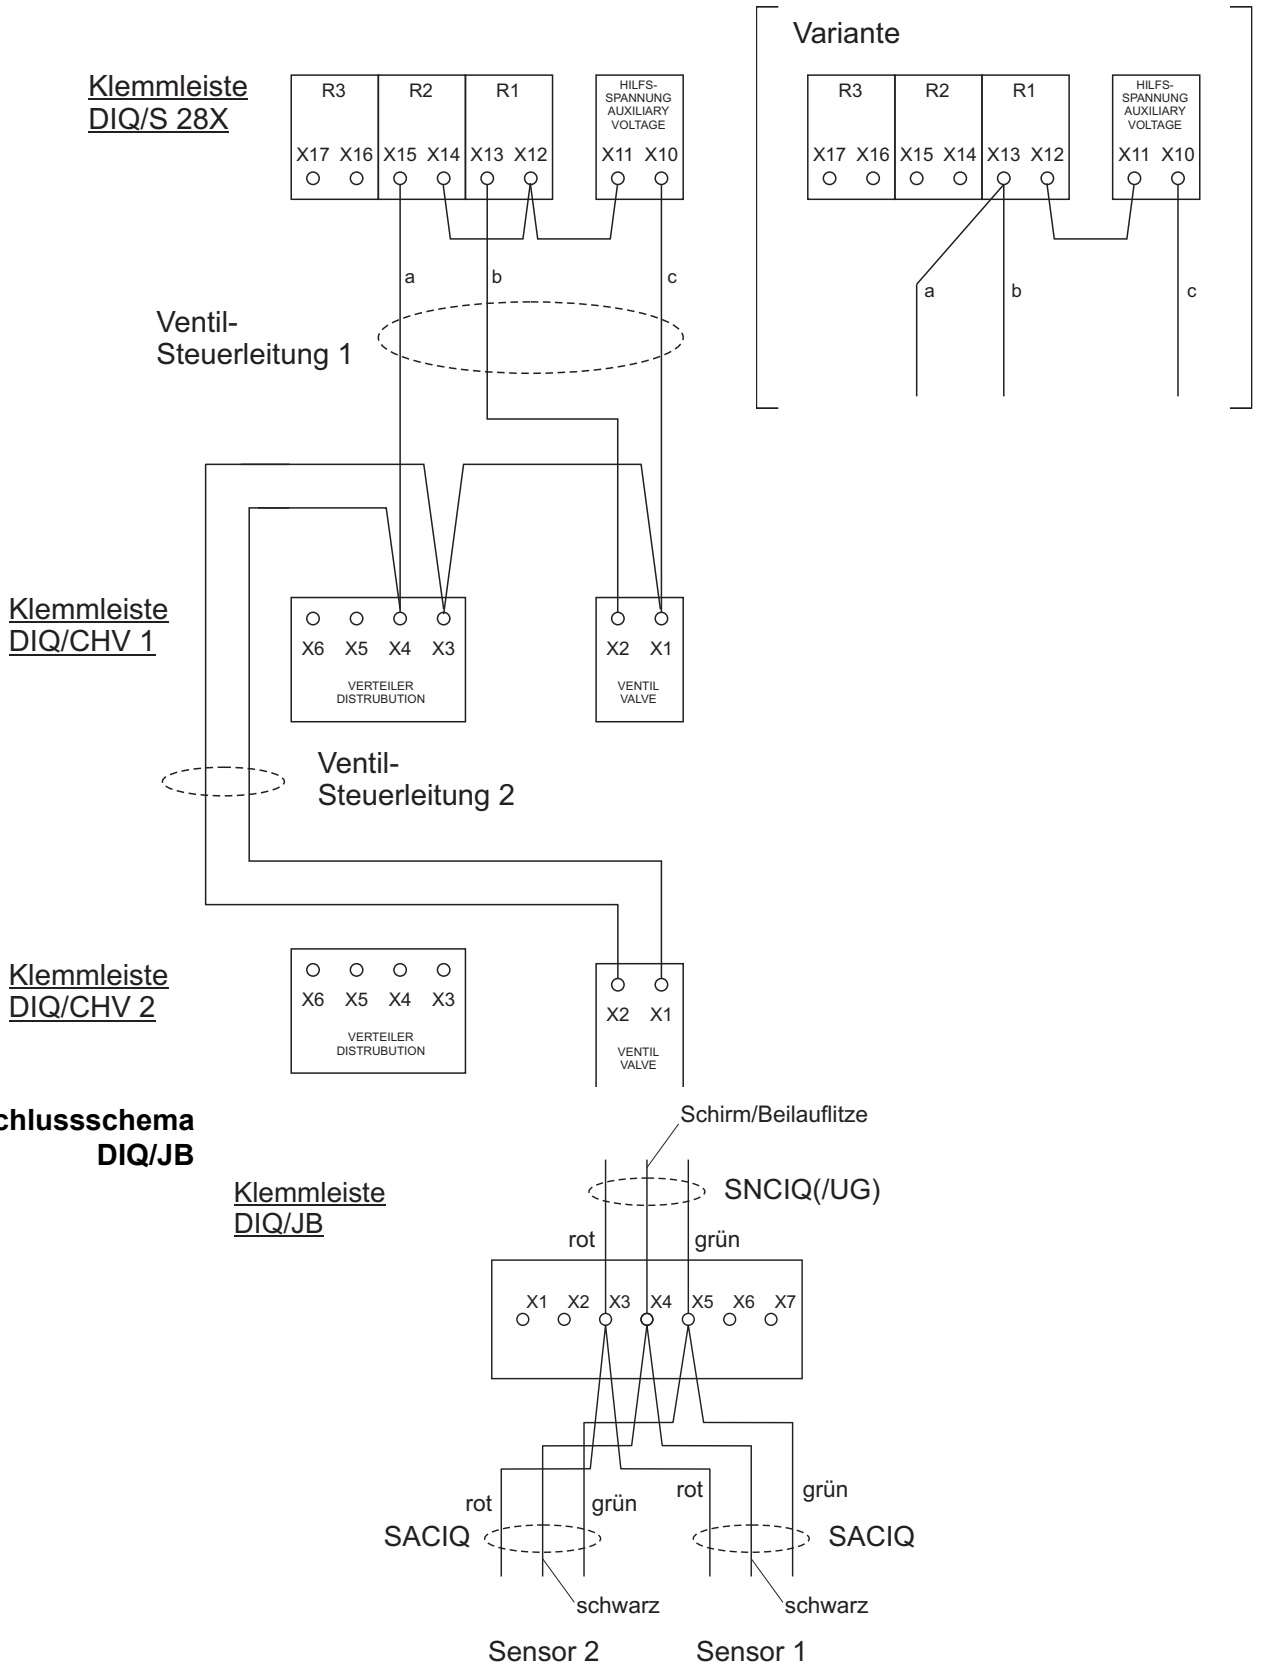 Klemmleiste
DIQ/S 28X
R3 R2 R1
HILFS-
SPANNUNG
AUXILIARY
VOLTAGE
X17 X16 X15 X14 X13 X12 X11 X10
a b c
Ventil-
Steuerleitung 1
Variante
R3 R2 R1
HILFS-
SPANNUNG
AUXILIARY
VOLTAGE
X17 X16 X15 X14 X13 X12 X11 X10
a b c
Klemmleiste
DIQ/CHV 1
X6 X5 X4 X3
VERTEILER
DISTRUBUTION
X2 X1
VENTIL
VALVE
Ventil-
Steuerleitung 2
Klemmleiste
DIQ/CHV 2
X6 X5 X4 X3
VERTEILER
DISTRUBUTION
X2 X1
VENTIL
VALVE
chlussschema
DIQ/JB
Klemmleiste
DIQ/JB
Schirm/Beilauflitze
SNCIQ(/UG)
rot grün
X1 X2 X3 X4 X5 X6 X7
rot grün rot grün
SACIQ SACIQ
schwarz schwarz
Sensor 2 Sensor 1